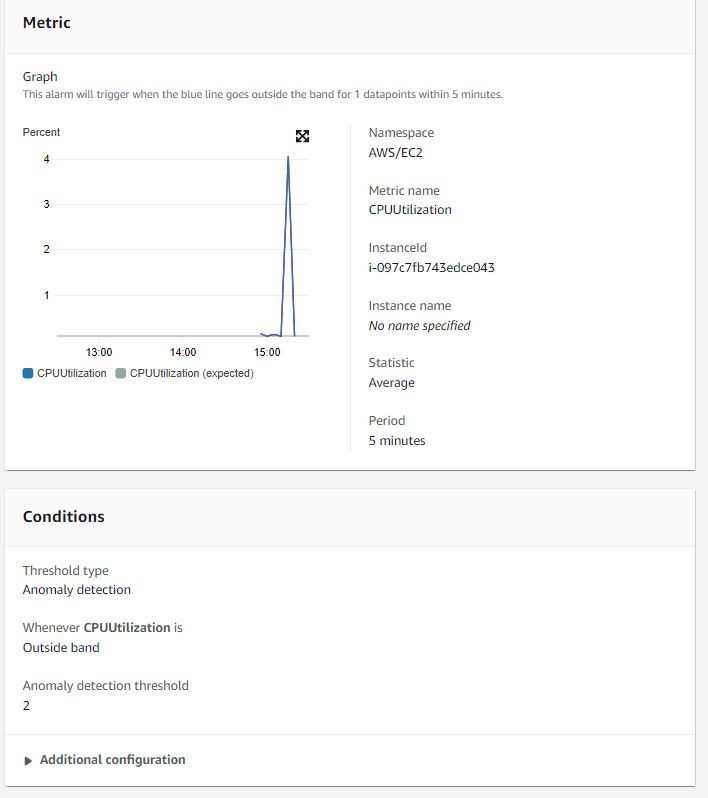 Metric
Graph
This alarm will trigger when the blue line goes outside the band for 1 datapoints within 5 minutes.
Percent
4
3
2
1
13:00 14:00 15:00
CPUUtilization CPUUtilization (expected)
Namespace
AWS/EC2
Metric name
CPUUtilization
InstanceId
i-097c7fb743edce043
Instance name
No name specified
Statistic
Average
Period
5 minutes
Conditions
Threshold type
Anomaly detection
Whenever CPUUtilization is
Outside band
Anomaly detection threshold
2
Additional configuration